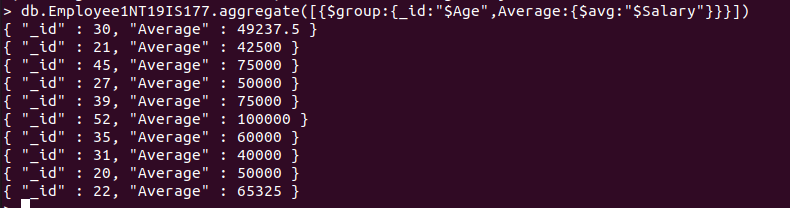 > db.Employee1NT19IS177.aggregate([{$group:{_id:"$Age",Average:{$avg:"$Salary"}}}])
{ "_id" : 30, "Average" : 49237.5 }
{ "_id" : 21, "Average" : 42500 }
{ "_id" : 45, "Average" : 75000 }
{ "_id" : 27, "Average" : 50000 }
{ "_id" : 39, "Average" : 75000 }
{ "_id" : 52, "Average" : 100000 }
{ "_id" : 35, "Average" : 60000 }
{ "_id" : 31, "Average" : 40000 }
{ "_id" : 20, "Average" : 50000 }
{ "_id" : 22, "Average" : 65325 }
>